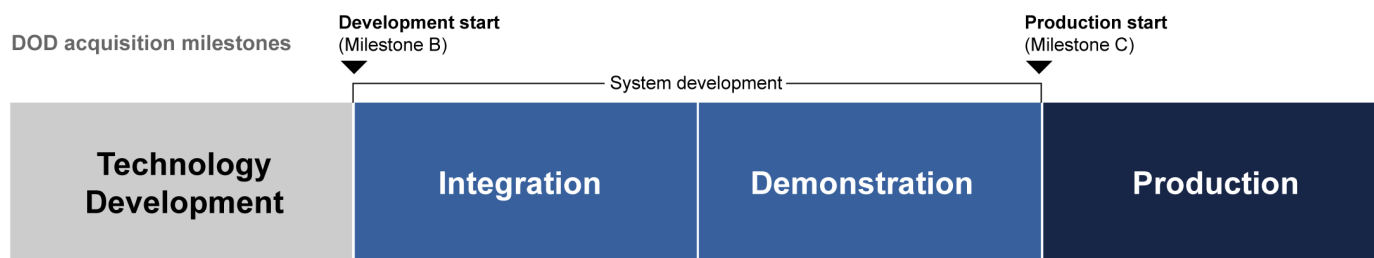 DOD acquisition milestones
Development start
(Milestone B)
Production start
(Milestone C)
System development
Technology
Development
Integration
Demonstration
Production